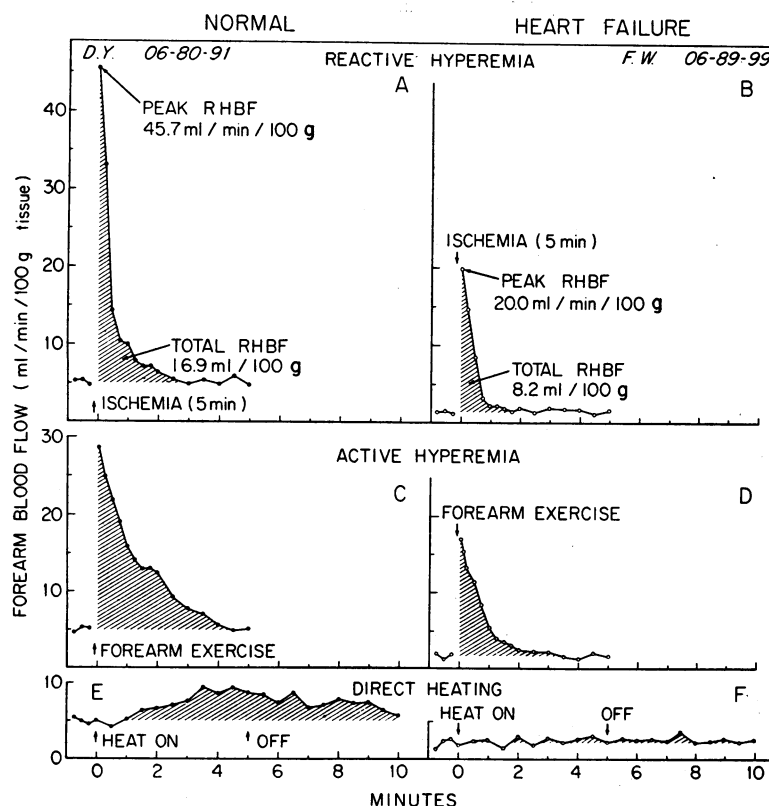 NORMAL HEART FAILURE
D.Y. 06-80-91 REACTIVE HYPEREMIA F.W. 06-89-99
A B
PEAK RHBF
45.7 ml / min / 100 g
TOTAL RHBF
16.9 ml / 100 g
ISCHEMIA (5 min)
ISCHEMIA (5 min)
PEAK RHBF
20.0 ml / min / 100 g
TOTAL RHBF
8.2 ml / 100 g
40
30
20
10
FOREARM BLOOD FLOW ( ml / min / 100g tissue)
ACTIVE HYPEREMIA
C D
FOREARM EXERCISE
FOREARM EXERCISE
30
20
10
DIRECT HEATING
E F
HEAT ON OFF
HEAT ON OFF
10
5
0
0 2 4 6 8 10 0 2 4 6 8 10
MINUTES